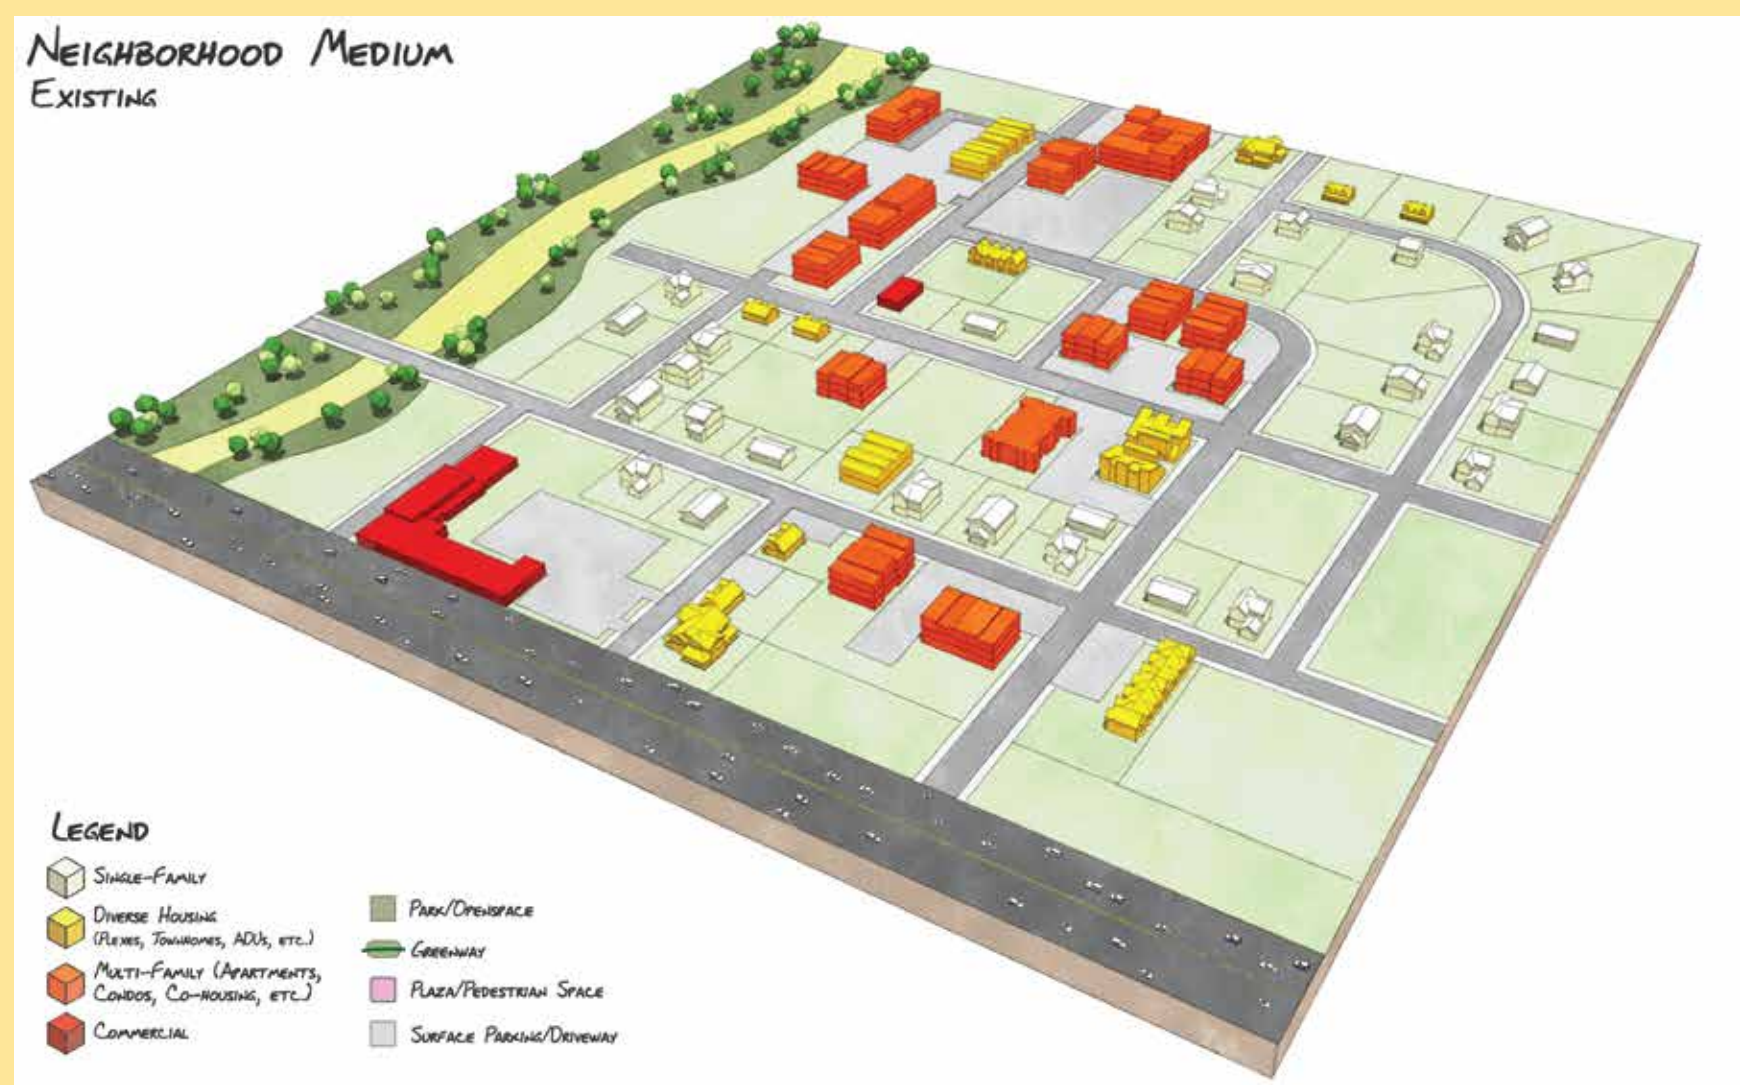 NEIGHBORHOOD MEDIUM
EXISTING
LEGEND
SINGLE-FAMILY
DIVERSE HOUSING
(PLEXES, TOWNHOMES, ADUS, ETC.)
MULTI-FAMILY (APARTMENTS,
CONDOS, CO-HOUSING, ETC.)
COMMERCIAL
PARK/OPENSPACE
GREENWAY
PLAZA/PEDESTRIAN SPACE
SURFACE PARKING/DRIVEWAY